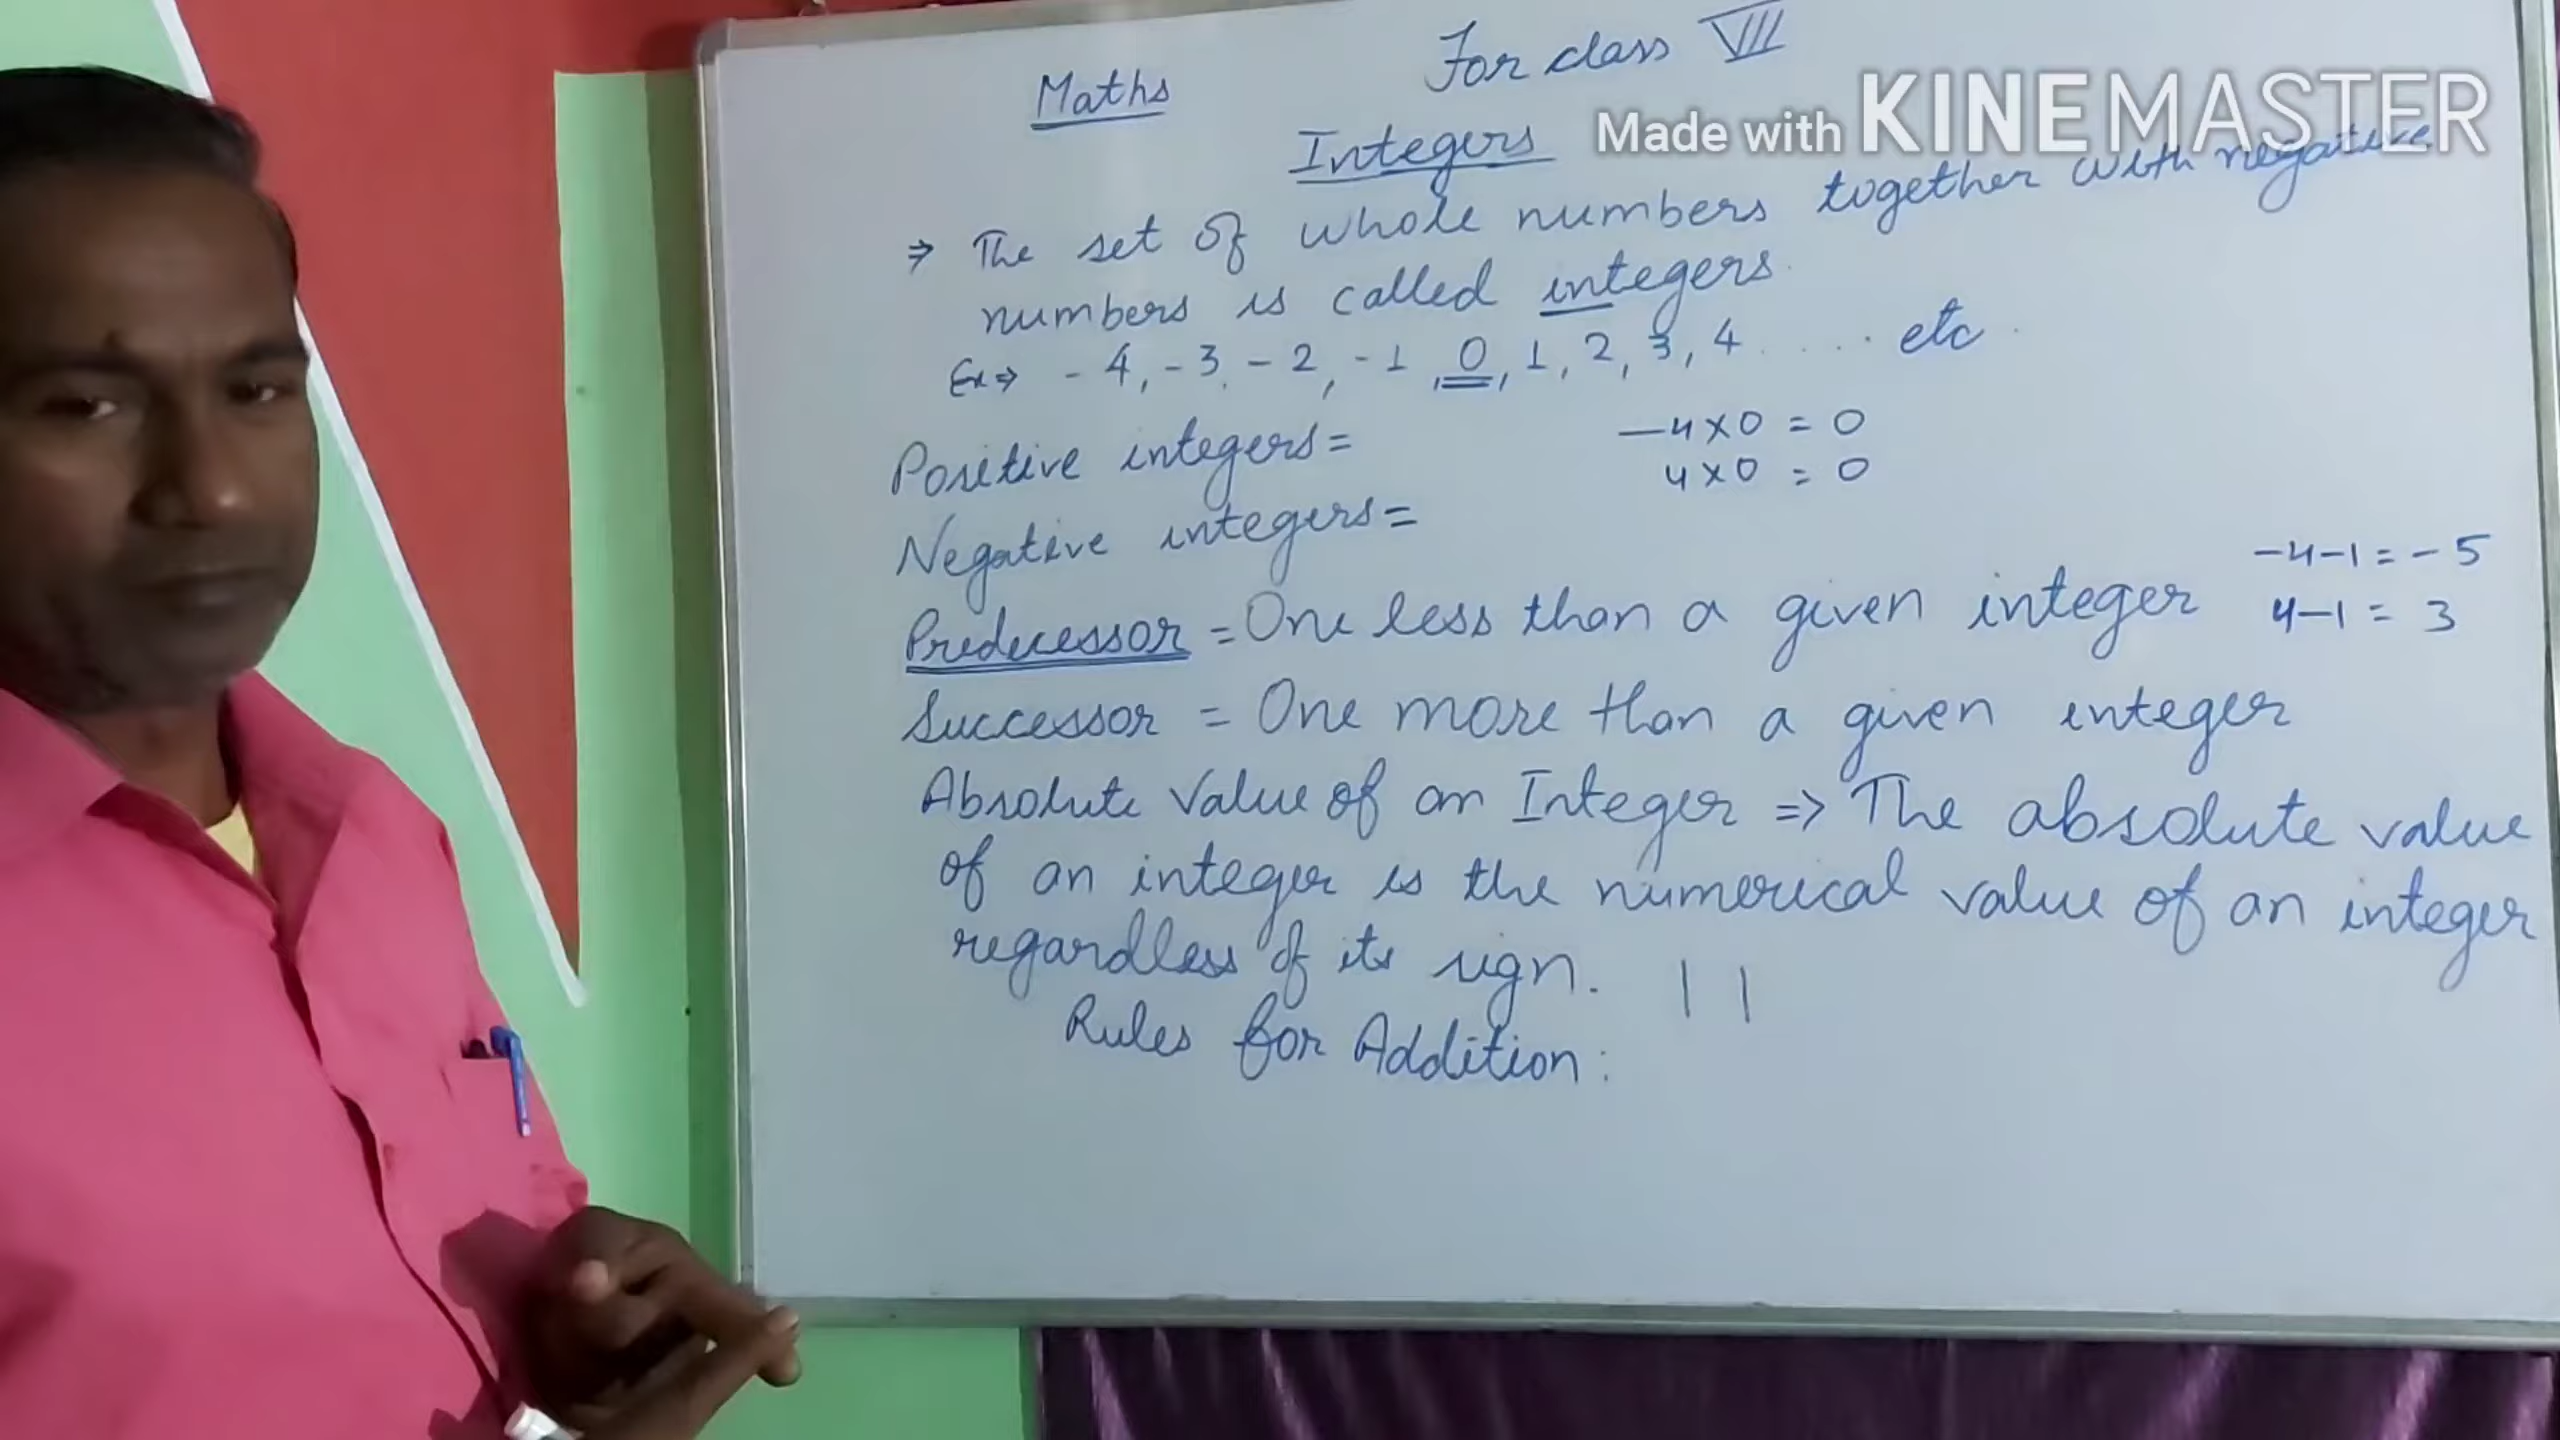 For class VII
Maths
Made with KINEMASTER
Integers
⇒ The set of whole numbers together with negative
numbers is called integers.
Ex⇒ -4, -3, -2, -1, 0, 1, 2, 3, 4 ..... etc.
Positive integers=
-4×0 = 0
4×0 = 0
Negative integers=
-4-1=-5
Predecessor = One less than a given integer
4-1 = 3
Successor = One more than a given integer
Absolute Value of an Integer ⇒ The absolute value
of an integer is the numerical value of an integer
regardless of its sign. | |
Rules for Addition: